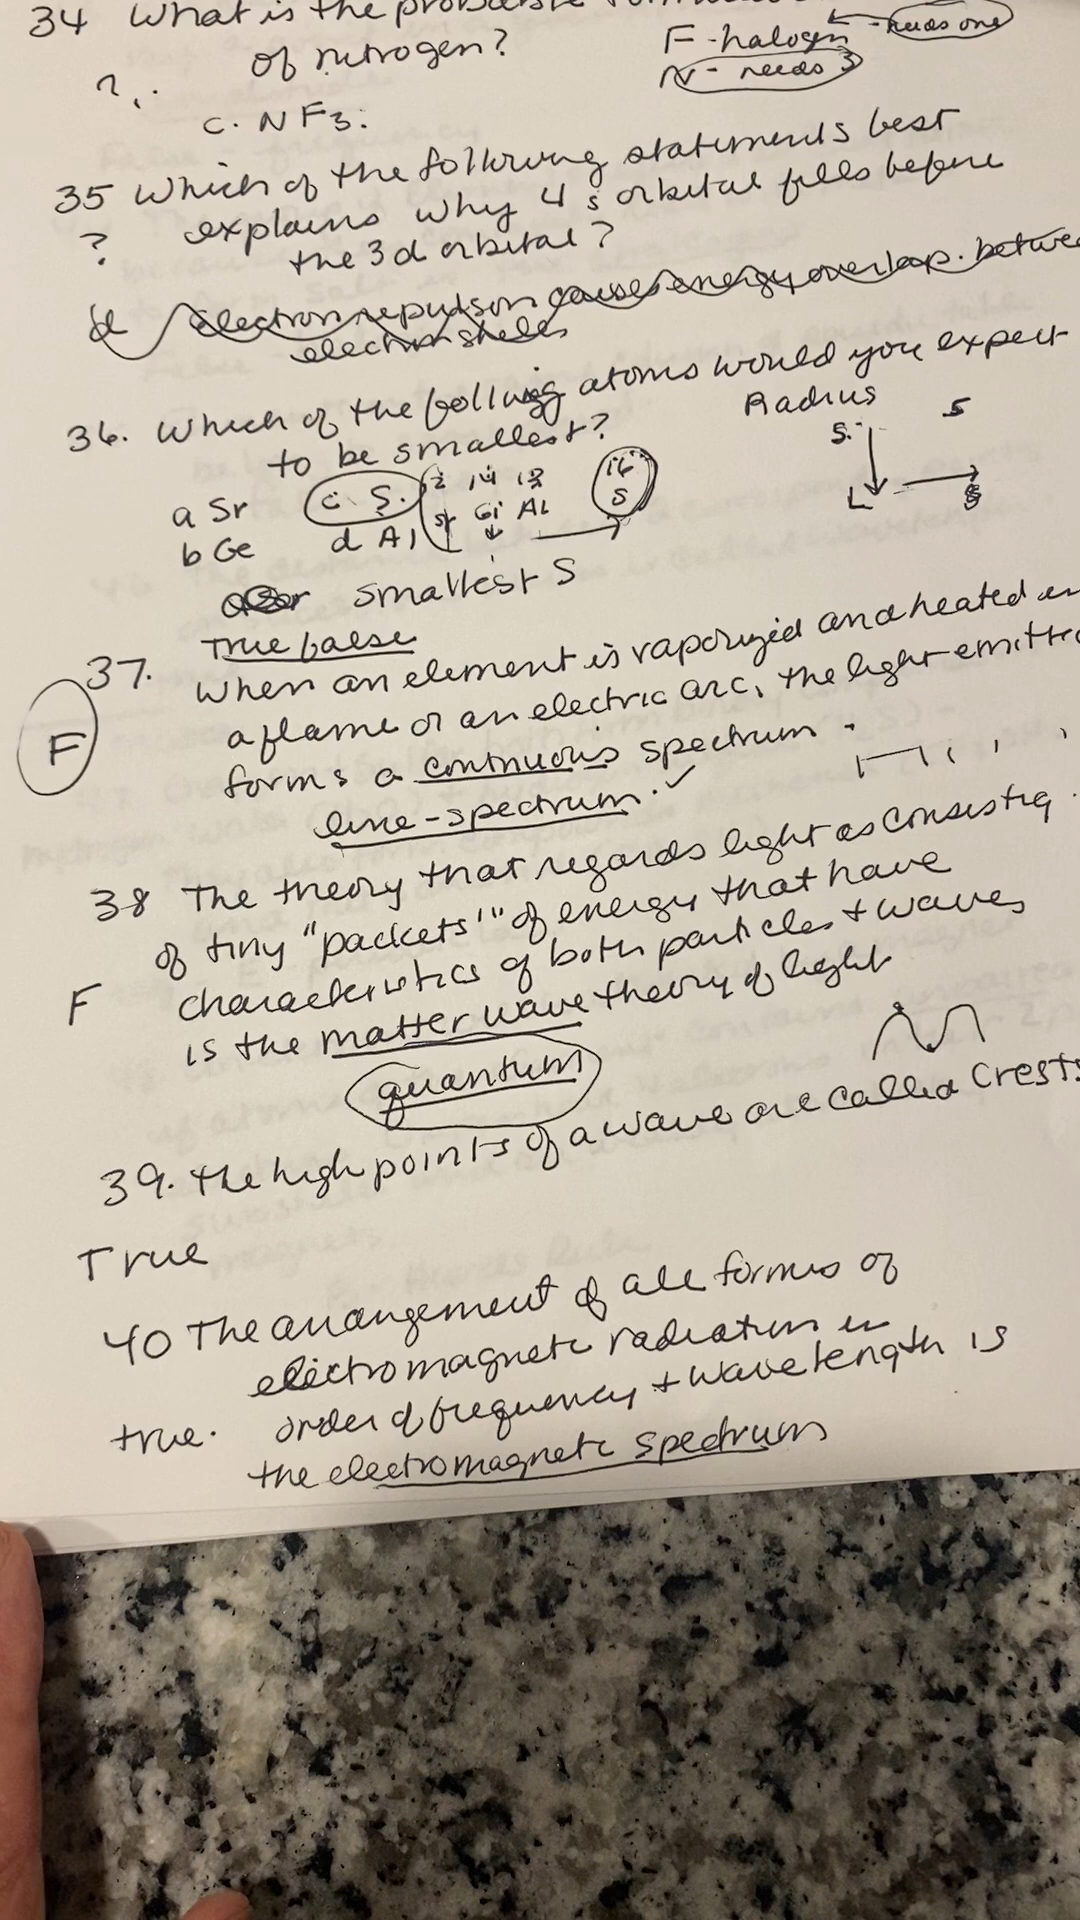 34 What is the
of nitrogen?
F-halogen - needs one
N- needs 3
?.
C. NF3.
35 Which of the following statements best
explains why 4s orbital fills before
?
the 3d orbital?
d electron repulsion causes energy overlap between
electron shells
36. Which of the following atoms would you expect
to be smallest?
Radius
S
S.
a Sr
c. S.
2 14 13
16
Sr Al
S
b Ge
d Al
L
S
smallest S
True false
37. When an element is vaporized and heated in
a flame or an electric arc, the light emitted
F
forms a continuous spectrum.
line-spectrum.
38 The theory that regards light as consisting
of tiny "packets" of energy that have
F
characteristics of both particles + waves
is the matter wave theory of light
quantum
39. the high points of a wave are called Crests
True
40 The arrangement of all forms of
electromagnetic radiation in
true.
order of frequency + wavelength is
the electromagnetic spectrum